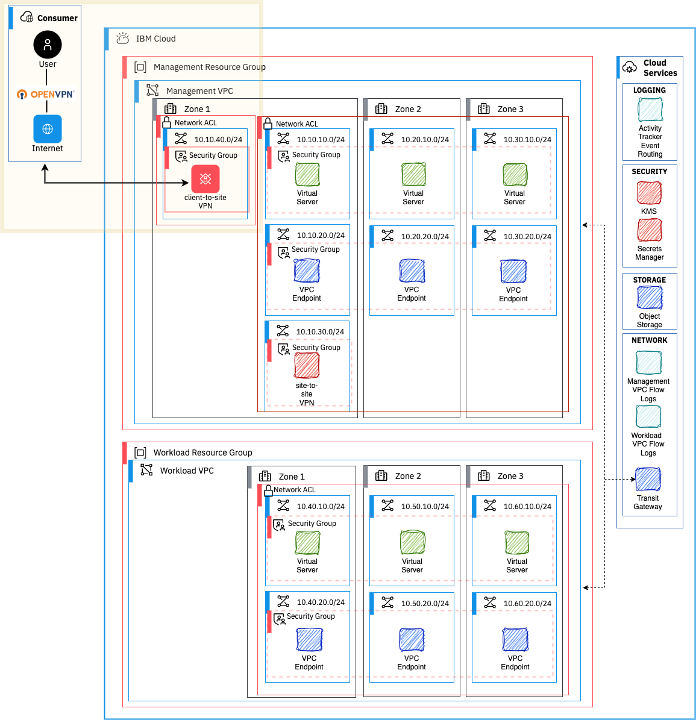 Consumer
User
OPENVPN
Internet
IBM Cloud
Management Resource Group
Management VPC
Zone 1
Zone 2
Zone 3
Network ACL
Network ACL
10.10.40.0/24
Security Group
client-to-site
VPN
10.10.10.0/24
10.20.10.0/24
10.30.10.0/24
Security Group
Virtual
Server
Virtual
Server
Virtual
Server
10.10.20.0/24
10.20.20.0/24
10.30.20.0/24
Security Group
VPC
Endpoint
VPC
Endpoint
VPC
Endpoint
10.10.30.0/24
Security Group
site-to-
site
VPN
Workload Resource Group
Workload VPC
Zone 1
Zone 2
Zone 3
Network ACL
10.40.10.0/24
10.50.10.0/24
10.60.10.0/24
Security Group
Virtual
Server
Virtual
Server
Virtual
Server
10.40.20.0/24
10.50.20.0/24
10.60.20.0/24
Security Group
VPC
Endpoint
VPC
Endpoint
VPC
Endpoint
Cloud
Services
LOGGING
Activity
Tracker
Event
Routing
SECURITY
KMS
Secrets
Manager
STORAGE
Object
Storage
NETWORK
Management
VPC Flow
Logs
Workload
VPC Flow
Logs
Transit
Gateway